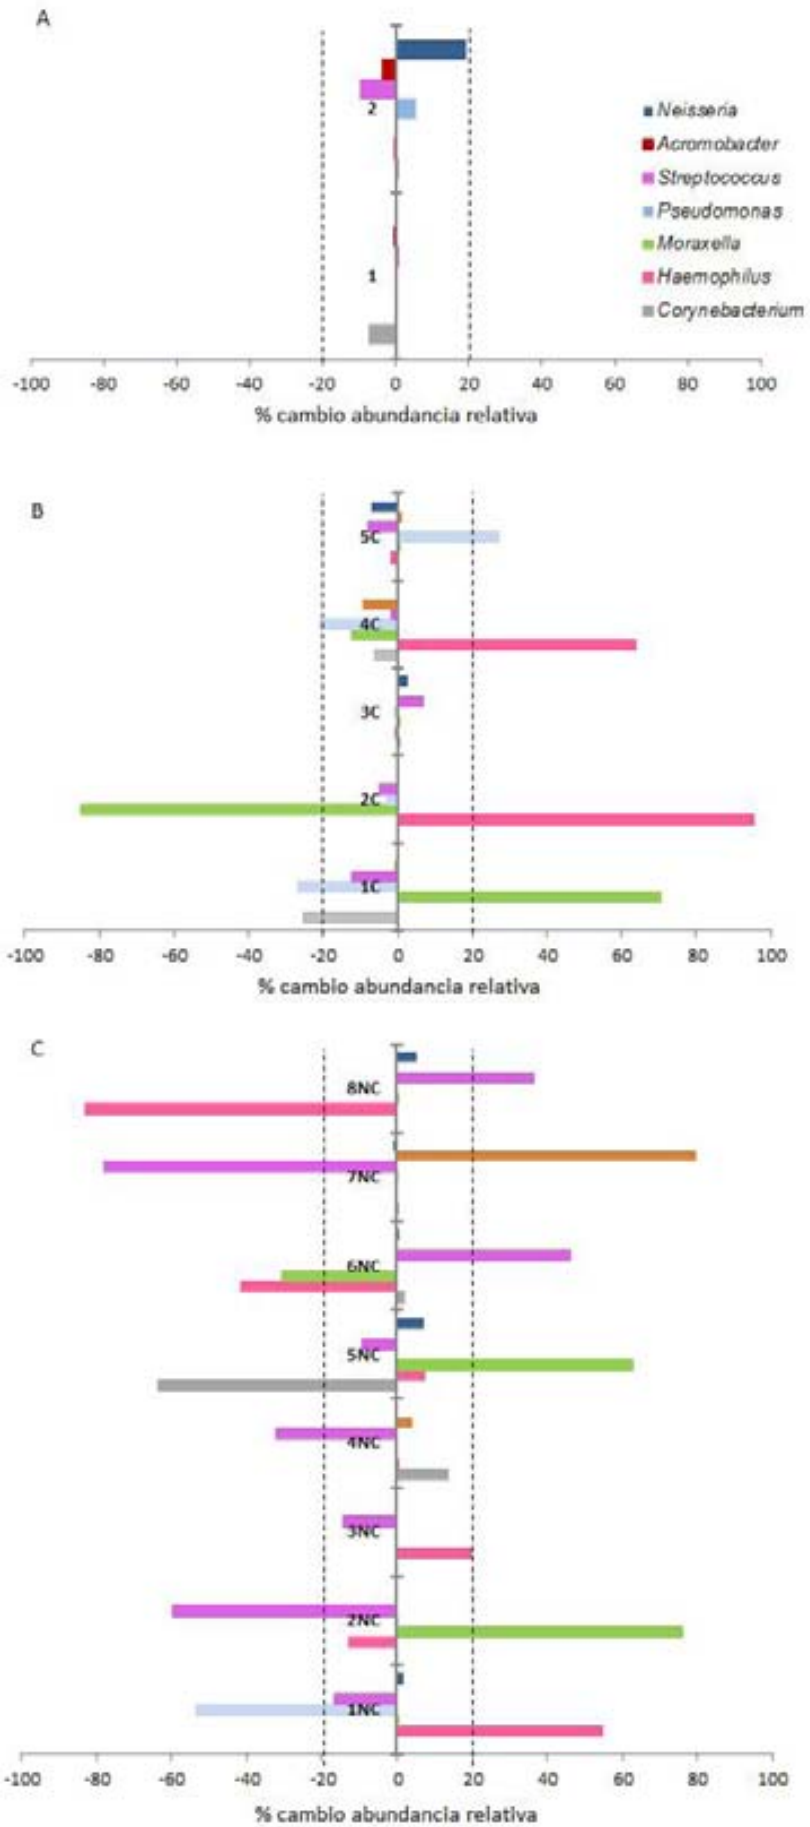 A
2
1
Neisseria
Acromobacter
Streptococcus
Pseudomonas
Moraxella
Haemophilus
Corynebacterium
-100 -80 -60 -40 -20 0 20 40 60 80 100
% cambio abundancia relativa
B
5C
4C
3C
2C
1C
-100 -80 -60 -40 -20 0 20 40 60 80 100
% cambio abundancia relativa
C
8NC
7NC
6NC
5NC
4NC
3NC
2NC
1NC
-100 -80 -60 -40 -20 0 20 40 60 80 100
% cambio abundancia relativa